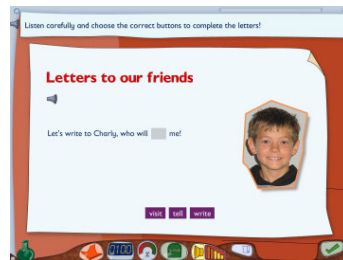 Listen carefully and choose the correct buttons to complete the letters!
Letters to our friends
Let's write to Charly, who will me!
visit tell write